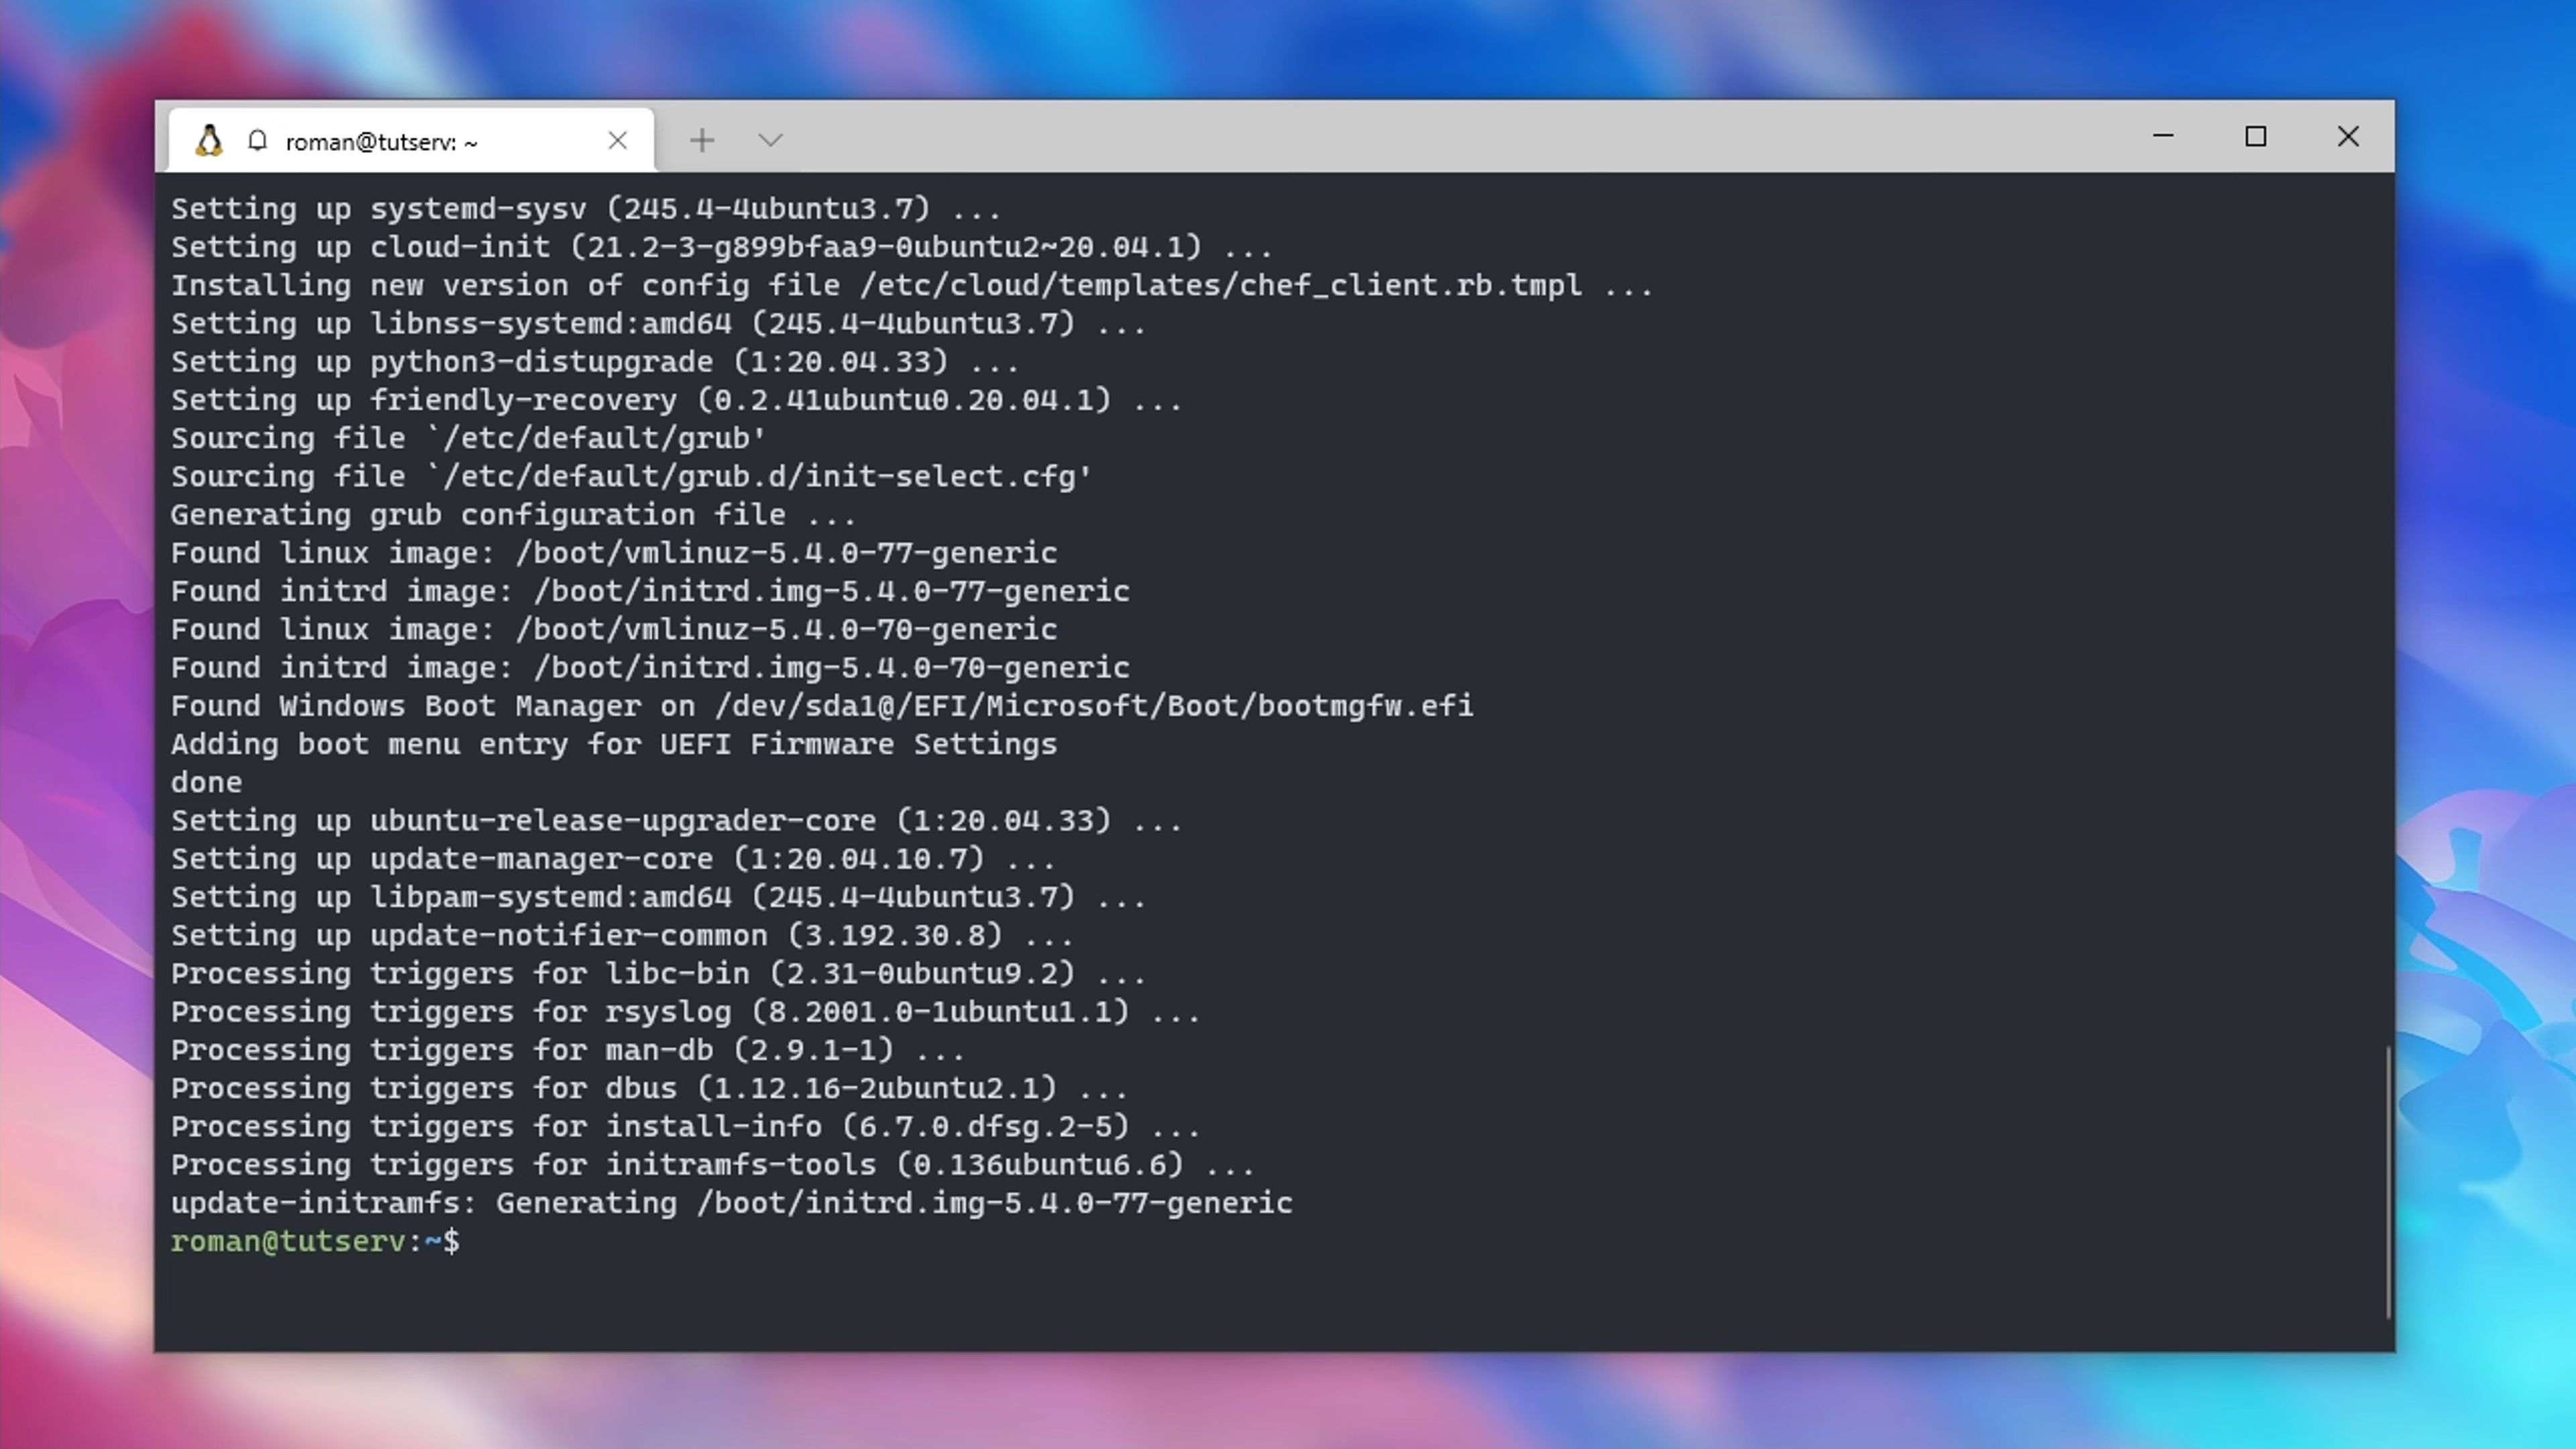 roman@tutserv: ~
Setting up systemd-sysv (245.4-4ubuntu3.7) ...
Setting up cloud-init (21.2-3-g899bfaa9-0ubuntu2~20.04.1) ...
Installing new version of config file /etc/cloud/templates/chef_client.rb.tmpl ...
Setting up libnss-systemd:amd64 (245.4-4ubuntu3.7) ...
Setting up python3-distupgrade (1:20.04.33) ...
Setting up friendly-recovery (0.2.41ubuntu0.20.04.1) ...
Sourcing file `/etc/default/grub'
Sourcing file `/etc/default/grub.d/init-select.cfg'
Generating grub configuration file ...
Found linux image: /boot/vmlinuz-5.4.0-77-generic
Found initrd image: /boot/initrd.img-5.4.0-77-generic
Found linux image: /boot/vmlinuz-5.4.0-70-generic
Found initrd image: /boot/initrd.img-5.4.0-70-generic
Found Windows Boot Manager on /dev/sda1@/EFI/Microsoft/Boot/bootmgfw.efi
Adding boot menu entry for UEFI Firmware Settings
done
Setting up ubuntu-release-upgrader-core (1:20.04.33) ...
Setting up update-manager-core (1:20.04.10.7) ...
Setting up libpam-systemd:amd64 (245.4-4ubuntu3.7) ...
Setting up update-notifier-common (3.192.30.8) ...
Processing triggers for libc-bin (2.31-0ubuntu9.2) ...
Processing triggers for rsyslog (8.2001.0-1ubuntu1.1) ...
Processing triggers for man-db (2.9.1-1) ...
Processing triggers for dbus (1.12.16-2ubuntu2.1) ...
Processing triggers for install-info (6.7.0.dfsg.2-5) ...
Processing triggers for initramfs-tools (0.136ubuntu6.6) ...
update-initramfs: Generating /boot/initrd.img-5.4.0-77-generic
roman@tutserv:~$